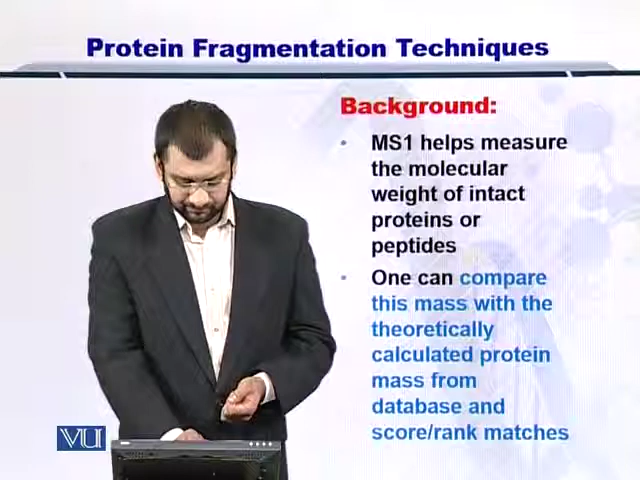 Protein Fragmentation Techniques
Background:
• MS1 helps measure
the molecular
weight of intact
proteins or
peptides
• One can compare
this mass with the
theoretically
calculated protein
mass from
database and
score/rank matches
VU